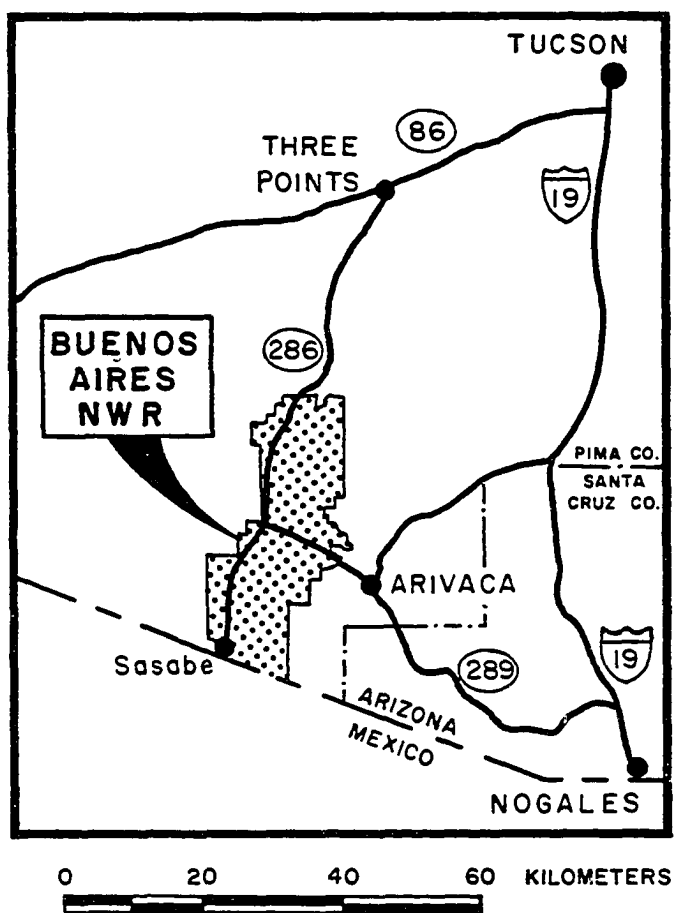 TUCSON
86
THREE
POINTS
19
BUENOS
AIRES
NWR
286
PIMA CO.
SANTA
CRUZ CO.
ARIVACA
Sasabe
289
19
ARIZONA
MEXICO
NOGALES
0 20 40 60 KILOMETERS